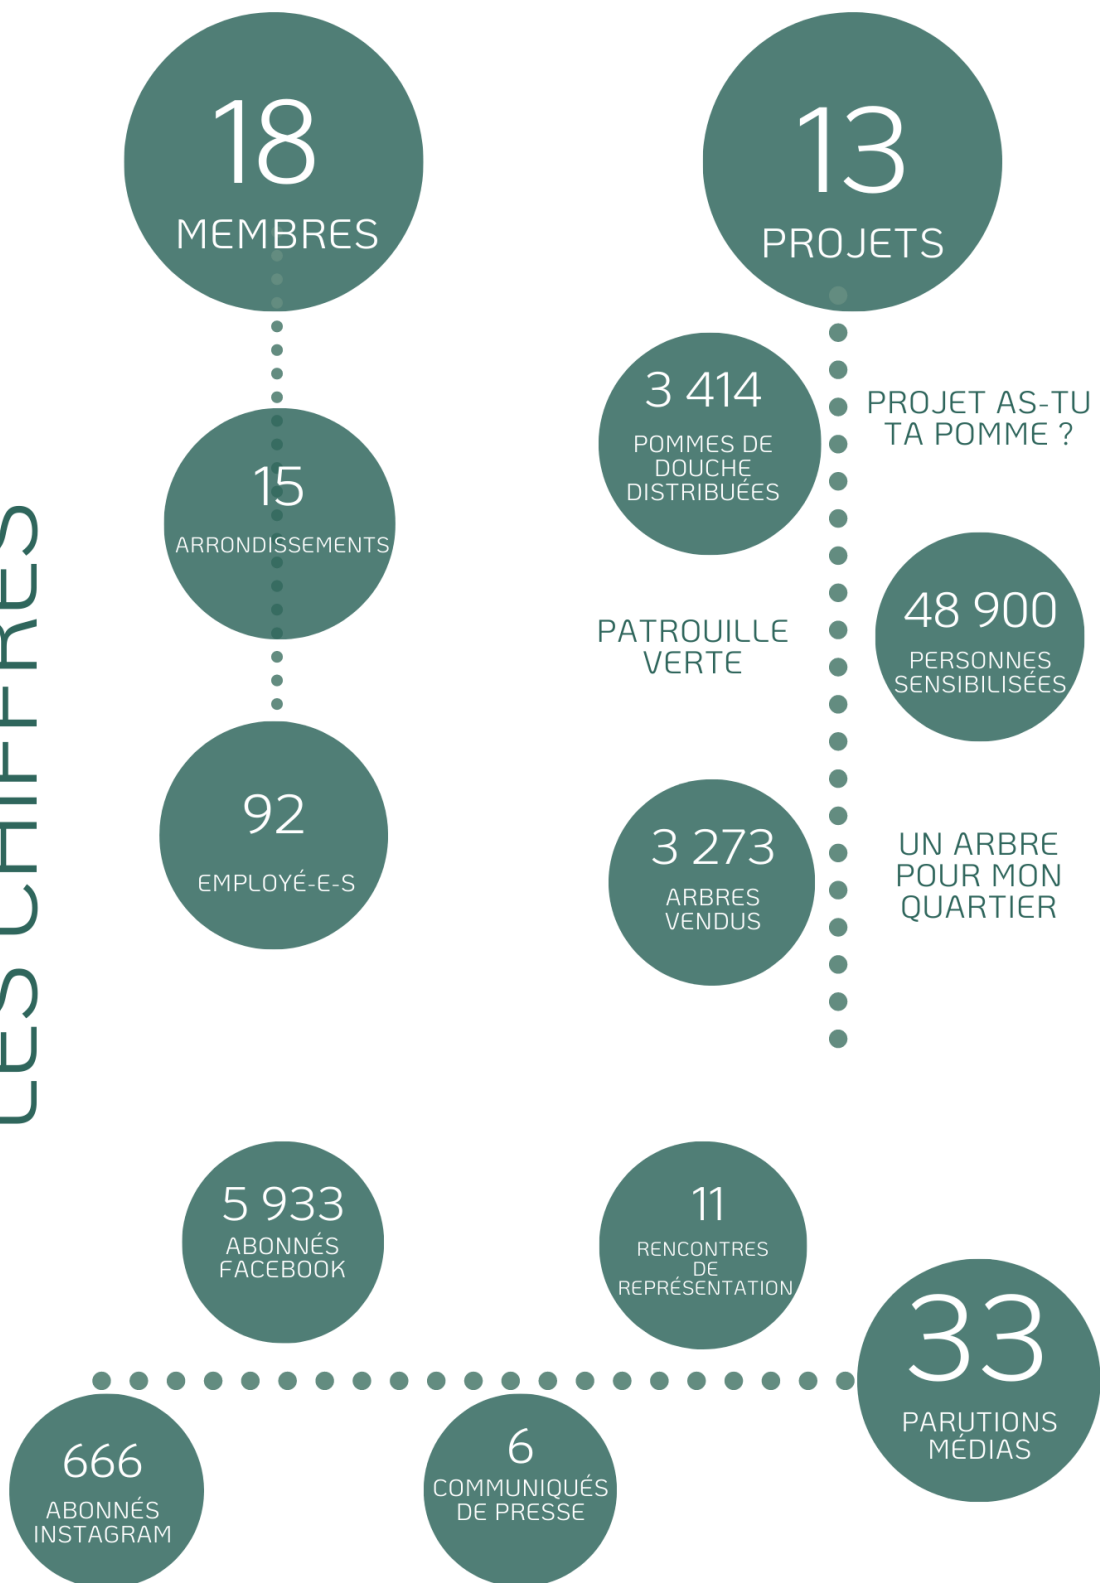 LES CHIFFRES
18
MEMBRES
15
ARRONDISSEMENTS
92
EMPLOYÉ-E-S
13
PROJETS
3 414
POMMES DE
DOUCHE
DISTRIBUÉES
PROJET AS-TU
TA POMME ?
PATROUILLE
VERTE
48 900
PERSONNES
SENSIBILISÉES
3 273
ARBRES
VENDUS
UN ARBRE
POUR MON
QUARTIER
5 933
ABONNÉS
FACEBOOK
11
RENCONTRES
DE
REPRÉSENTATION
33
PARUTIONS
MÉDIAS
666
ABONNÉS
INSTAGRAM
6
COMMUNIQUÉS
DE PRESSE